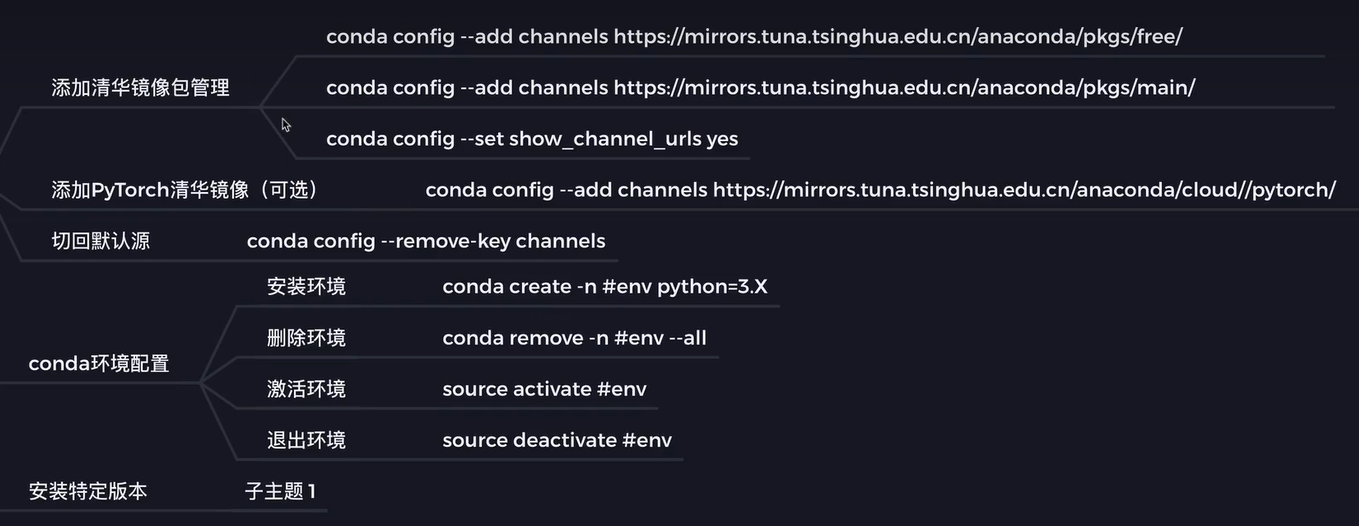 conda config --add channels https://mirrors.tuna.tsinghua.edu.cn/anaconda/pkgs/free/
添加清华镜像包管理 conda config --add channels https://mirrors.tuna.tsinghua.edu.cn/anaconda/pkgs/main/
conda config --set show_channel_urls yes
添加PyTorch清华镜像（可选） conda config --add channels https://mirrors.tuna.tsinghua.edu.cn/anaconda/cloud//pytorch/
切回默认源 conda config --remove-key channels
安装环境 conda create -n #env python=3.X
删除环境 conda remove -n #env --all
conda环境配置
激活环境 source activate #env
退出环境 source deactivate #env
安装特定版本 子主题 1